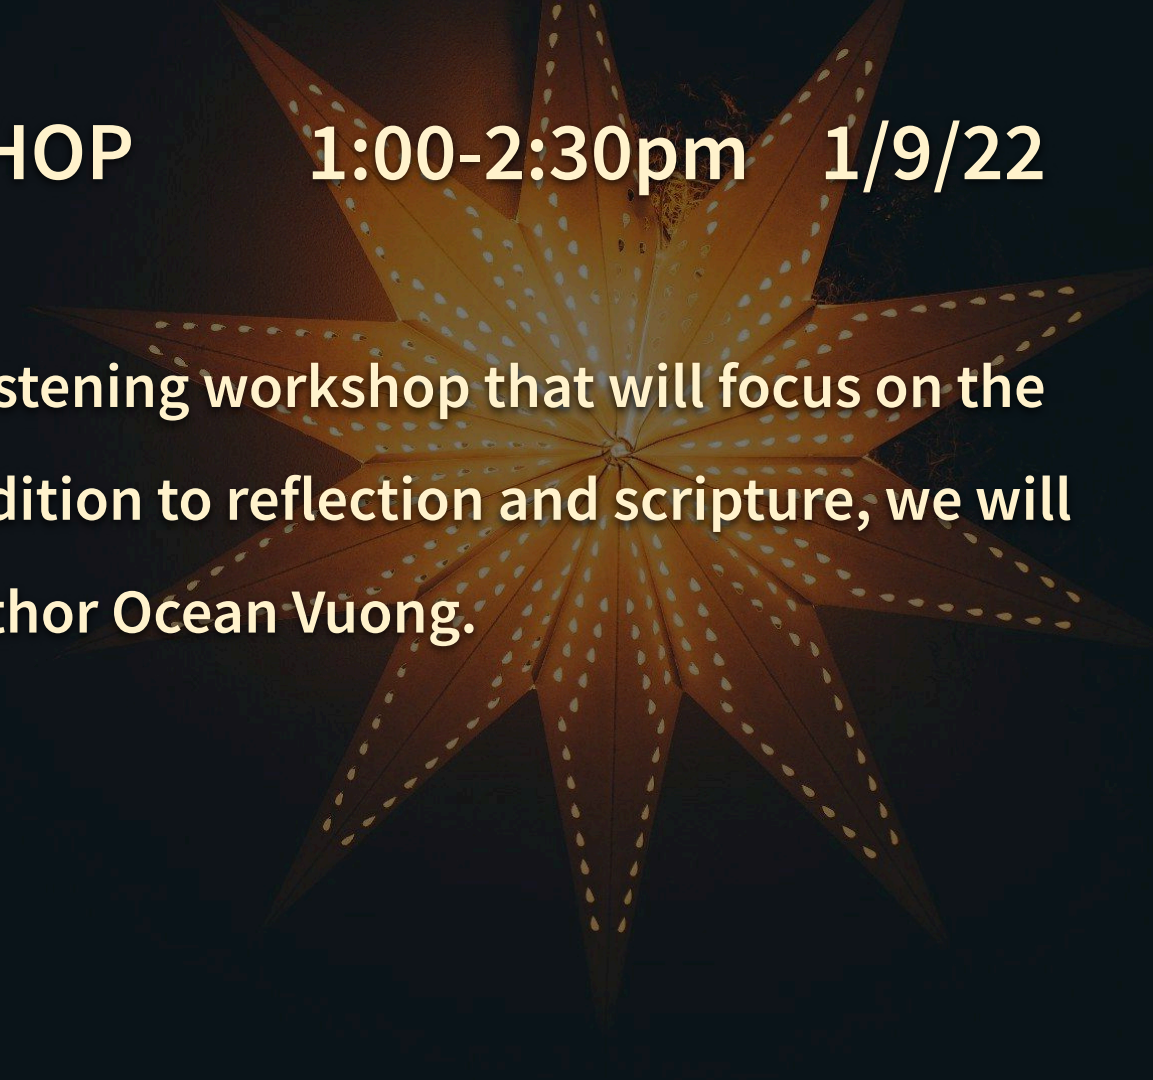 HOP 1:00-2:30pm 1/9/22
stening workshop that will focus on the
dition to reflection and scripture, we will
thor Ocean Vuong.